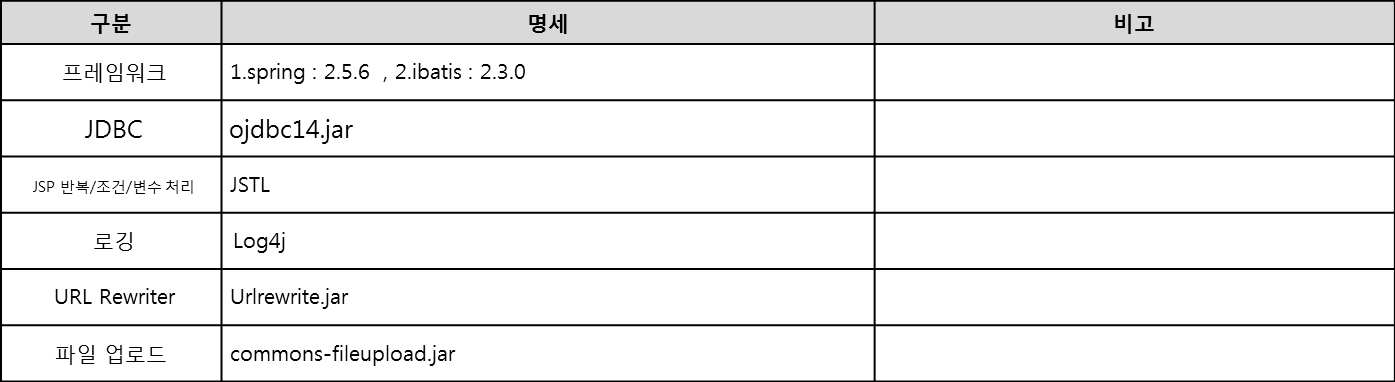 구분 명세 비고
프레임워크 1.spring : 2.5.6 , 2.ibatis : 2.3.0
JDBC ojdbc14.jar
JSP 반복/조건/변수 처리 JSTL
로깅 Log4j
URL Rewriter Urlrewrite.jar
파일 업로드 commons-fileupload.jar